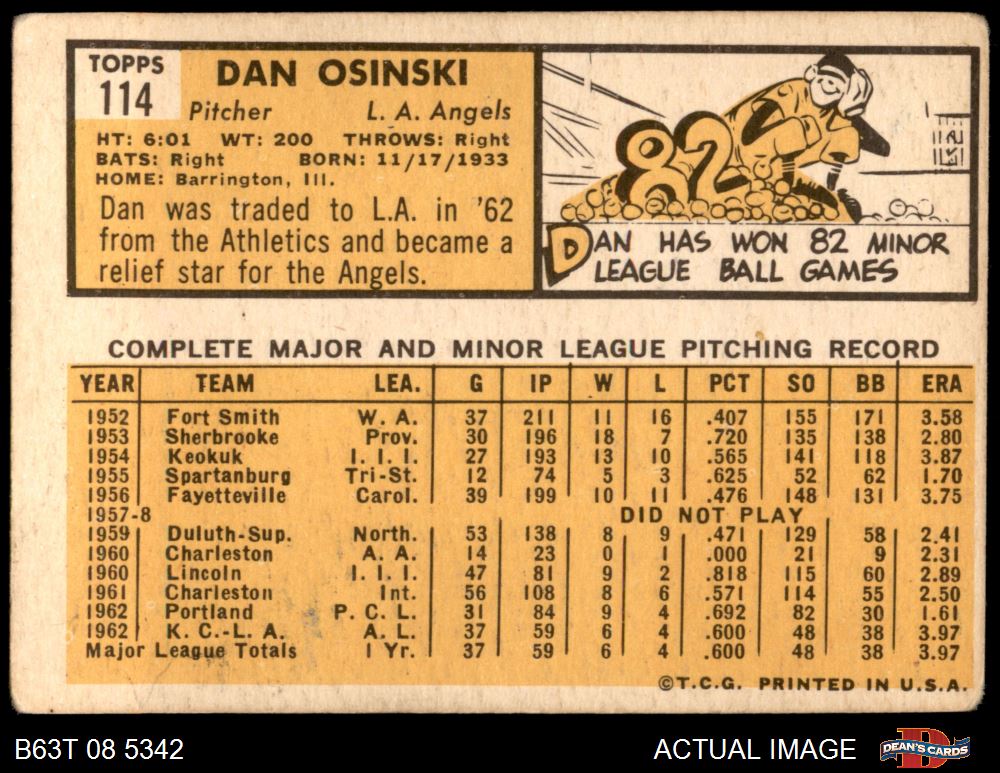 TOPPS
114
DAN OSINSKI
Pitcher L. A. Angels
HT: 6:01 WT: 200 THROWS: Right
BATS: Right BORN: 11/17/1933
HOME: Barrington, Ill.
Dan was traded to L.A. in '62
from the Athletics and became a
relief star for the Angels.
82
DAN HAS WON 82 MINOR
LEAGUE BALL GAMES
COMPLETE MAJOR AND MINOR LEAGUE PITCHING RECORD
YEAR TEAM LEA. G IP W L PCT SO BB ERA
1952 Fort Smith W. A. 37 211 11 16 .407 155 171 3.58
1953 Sherbrooke Prov. 30 196 18 7 .720 135 138 2.80
1954 Keokuk I. I. I. 27 193 13 10 .565 141 118 3.87
1955 Spartanburg Tri-St. 12 74 5 3 .625 52 62 1.70
1956 Fayetteville Carol. 39 199 10 11 .476 148 131 3.75
1957-8 DID NOT PLAY
1959 Duluth-Sup. North. 53 138 8 9 .471 129 58 2.41
1960 Charleston A. A. 14 23 0 1 .000 21 9 2.31
1960 Lincoln I. I. I. 47 81 9 2 .818 115 60 2.89
1961 Charleston Int. 56 108 8 6 .571 114 55 2.50
1962 Portland P. C. L. 31 84 9 4 .692 82 30 1.61
1962 K. C.-L. A. A. L. 37 59 6 4 .600 48 38 3.97
Major League Totals 1 Yr. 37 59 6 4 .600 48 38 3.97
©T.C.G. PRINTED IN U.S.A.
B63T 08 5342 ACTUAL IMAGE DEAN'S CARDS